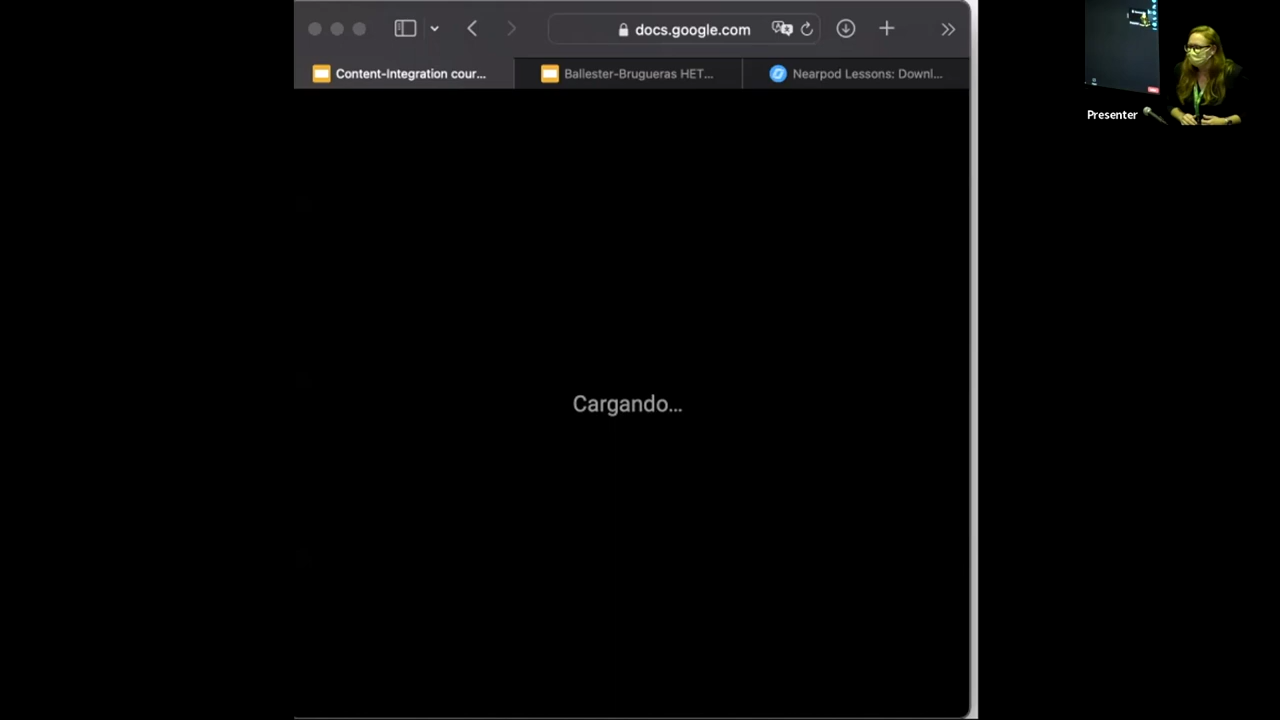 docs.google.com
Content-Integration cour...
Ballester-Brugueras HET...
Nearpod Lessons: Downl...
Presenter
Cargando...